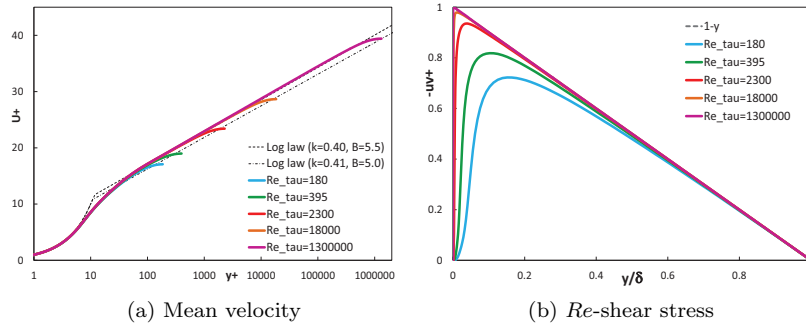 U+
40
30
20
10
0
1
10
100
1000
10000
100000
1000000
y+
Log law (k=0.40, B=5.5)
Log law (k=0.41, B=5.0)
Re_tau=180
Re_tau=395
Re_tau=2300
Re_tau=18000
Re_tau=1300000
(a) Mean velocity
-uv+
1
0.8
0.6
0.4
0.2
0
0
0.2
0.4
0.6
0.8
1
y/δ
1-y
Re_tau=180
Re_tau=395
Re_tau=2300
Re_tau=18000
Re_tau=1300000
(b) Re-shear stress